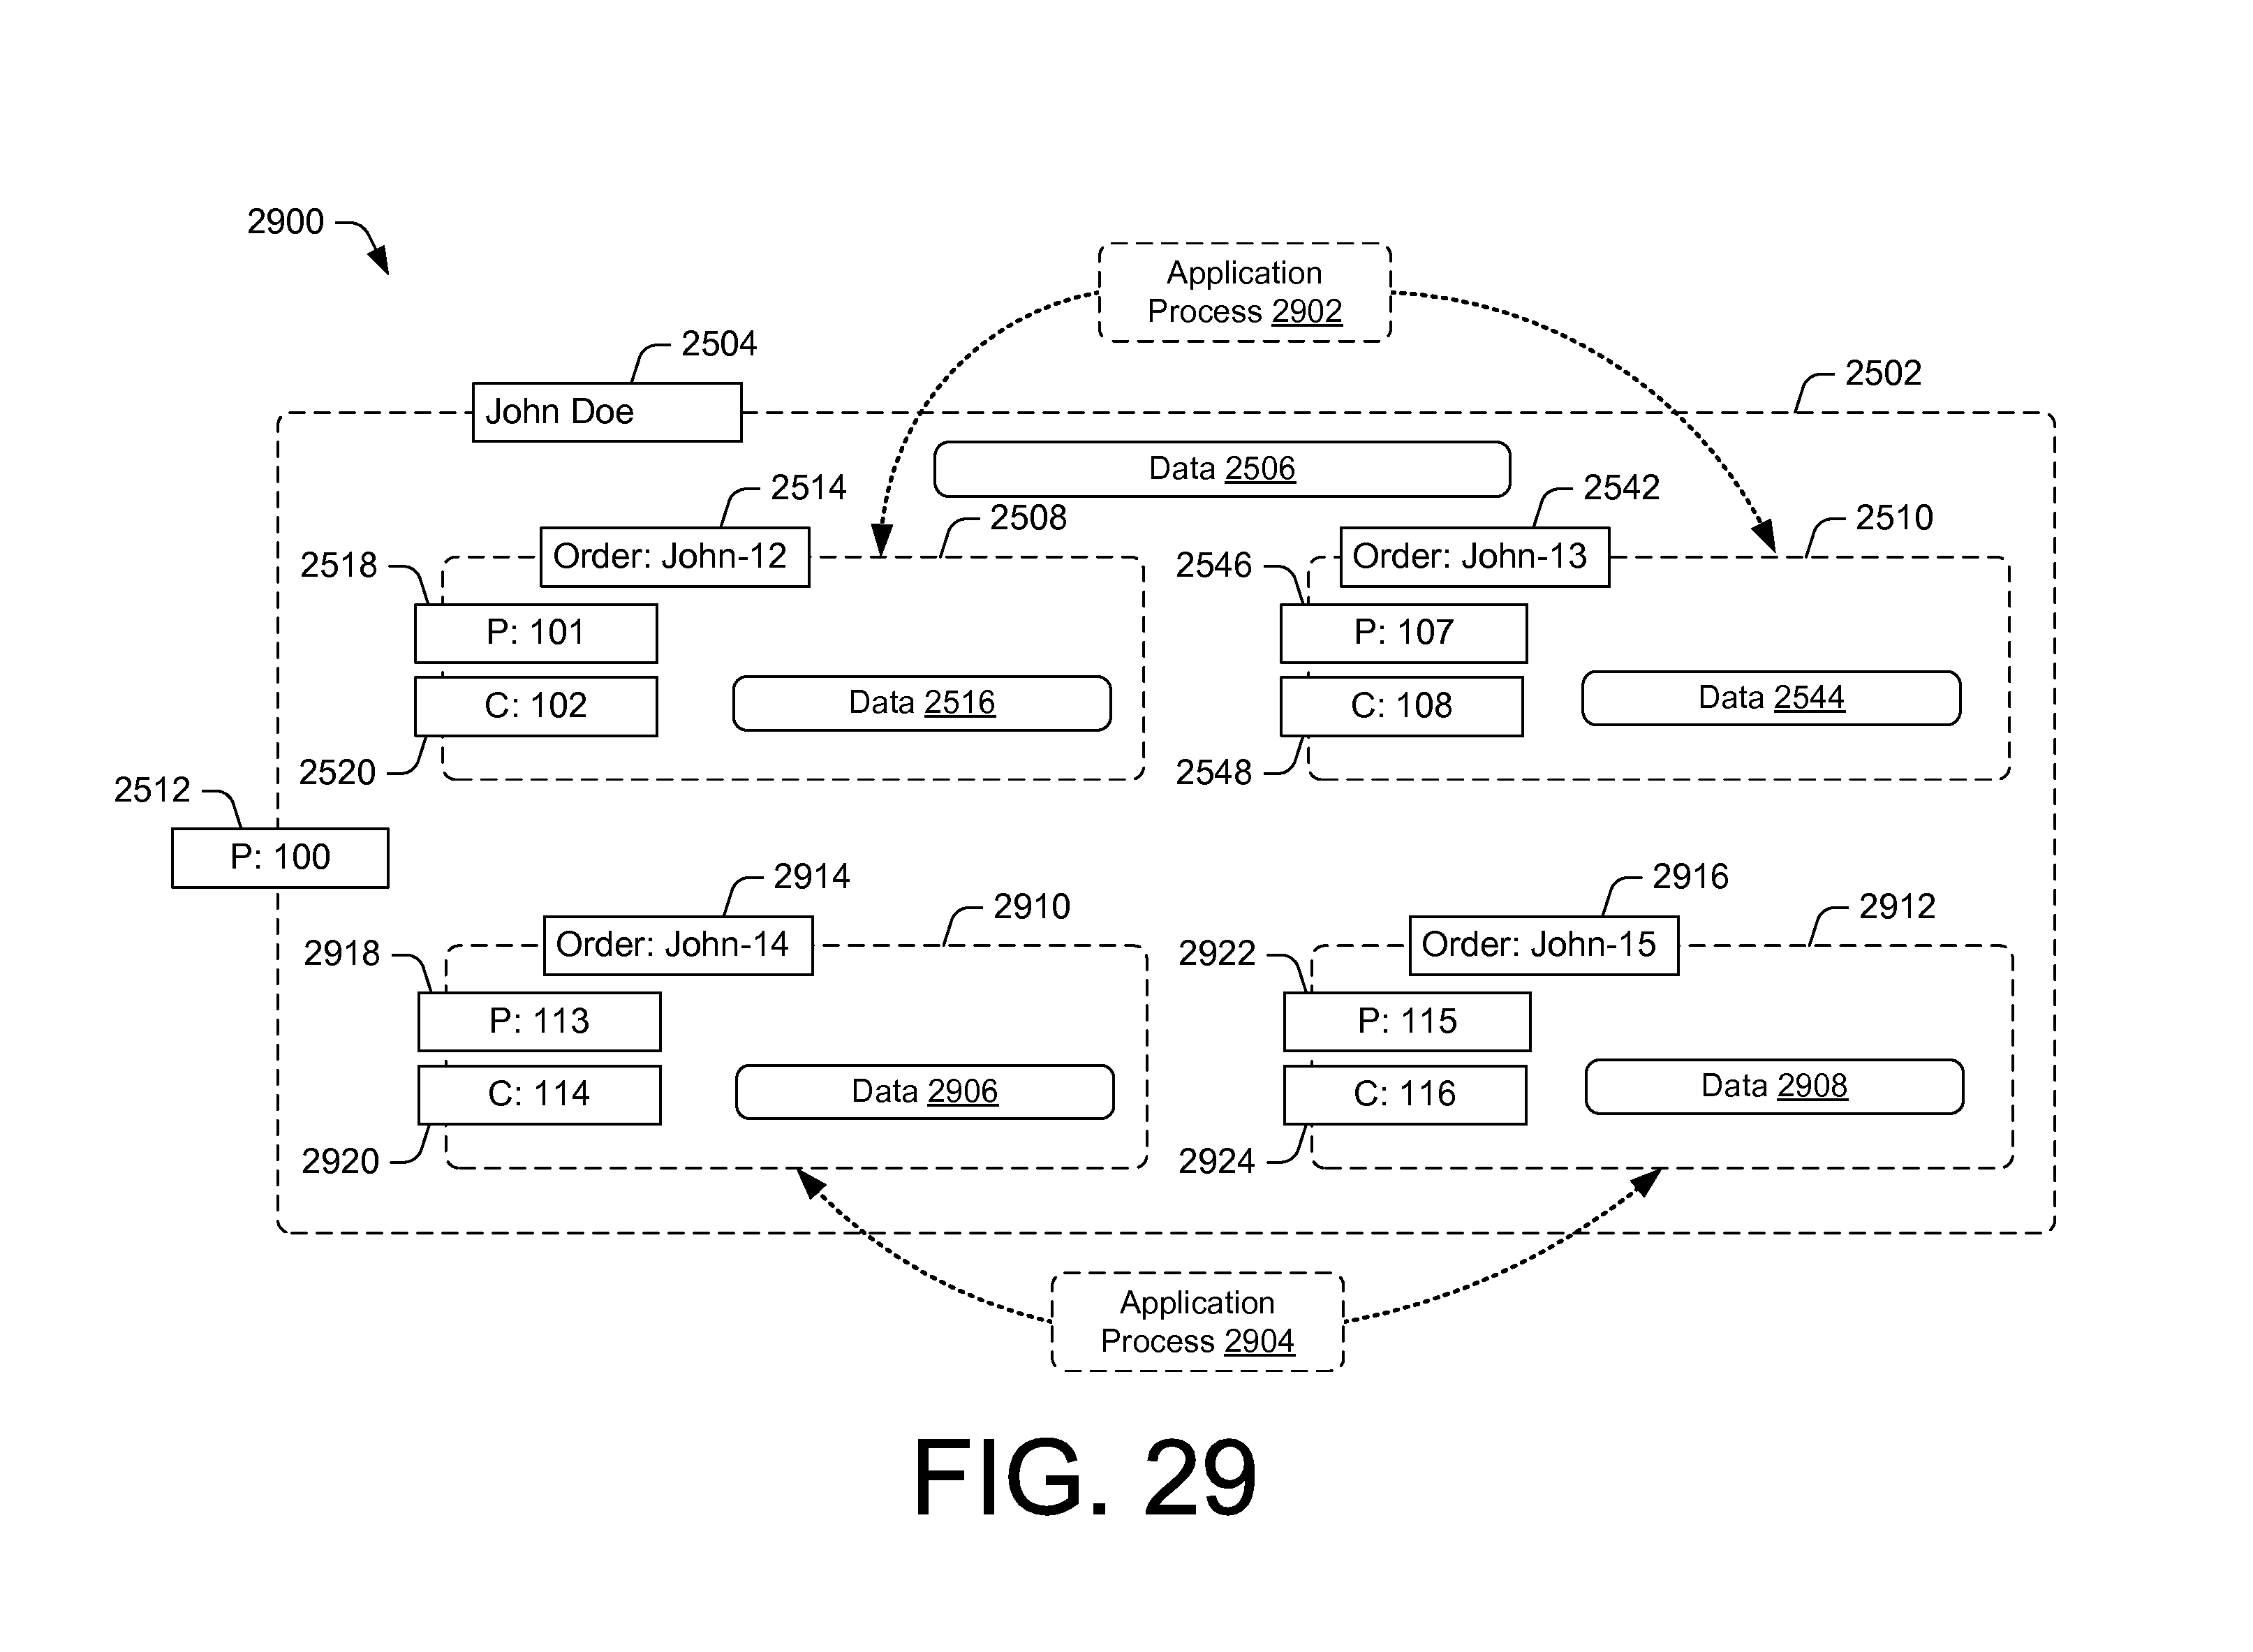 2900
Application
Process 2902
2504
2502
John Doe
Data 2506
2514
2542
2508
2510
Order: John-12
Order: John-13
2518
2546
P: 101
P: 107
C: 102
Data 2516
C: 108
Data 2544
2520
2548
2512
P: 100
2914
2916
2910
2912
Order: John-14
Order: John-15
2918
2922
P: 113
P: 115
C: 114
Data 2906
C: 116
Data 2908
2920
2924
Application
Process 2904
FIG. 29